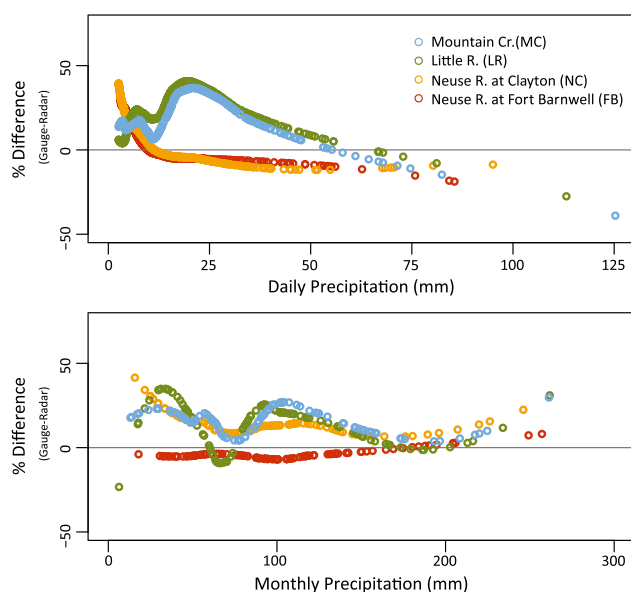 Mountain Cr.(MC)
Little R. (LR)
Neuse R. at Clayton (NC)
Neuse R. at Fort Barnwell (FB)
% Difference
(Gauge-Radar)
50
0
−50
0 25 50 75 100 125
Daily Precipitation (mm)
% Difference
(Gauge-Radar)
50
0
−50
0 100 200 300
Monthly Precipitation (mm)